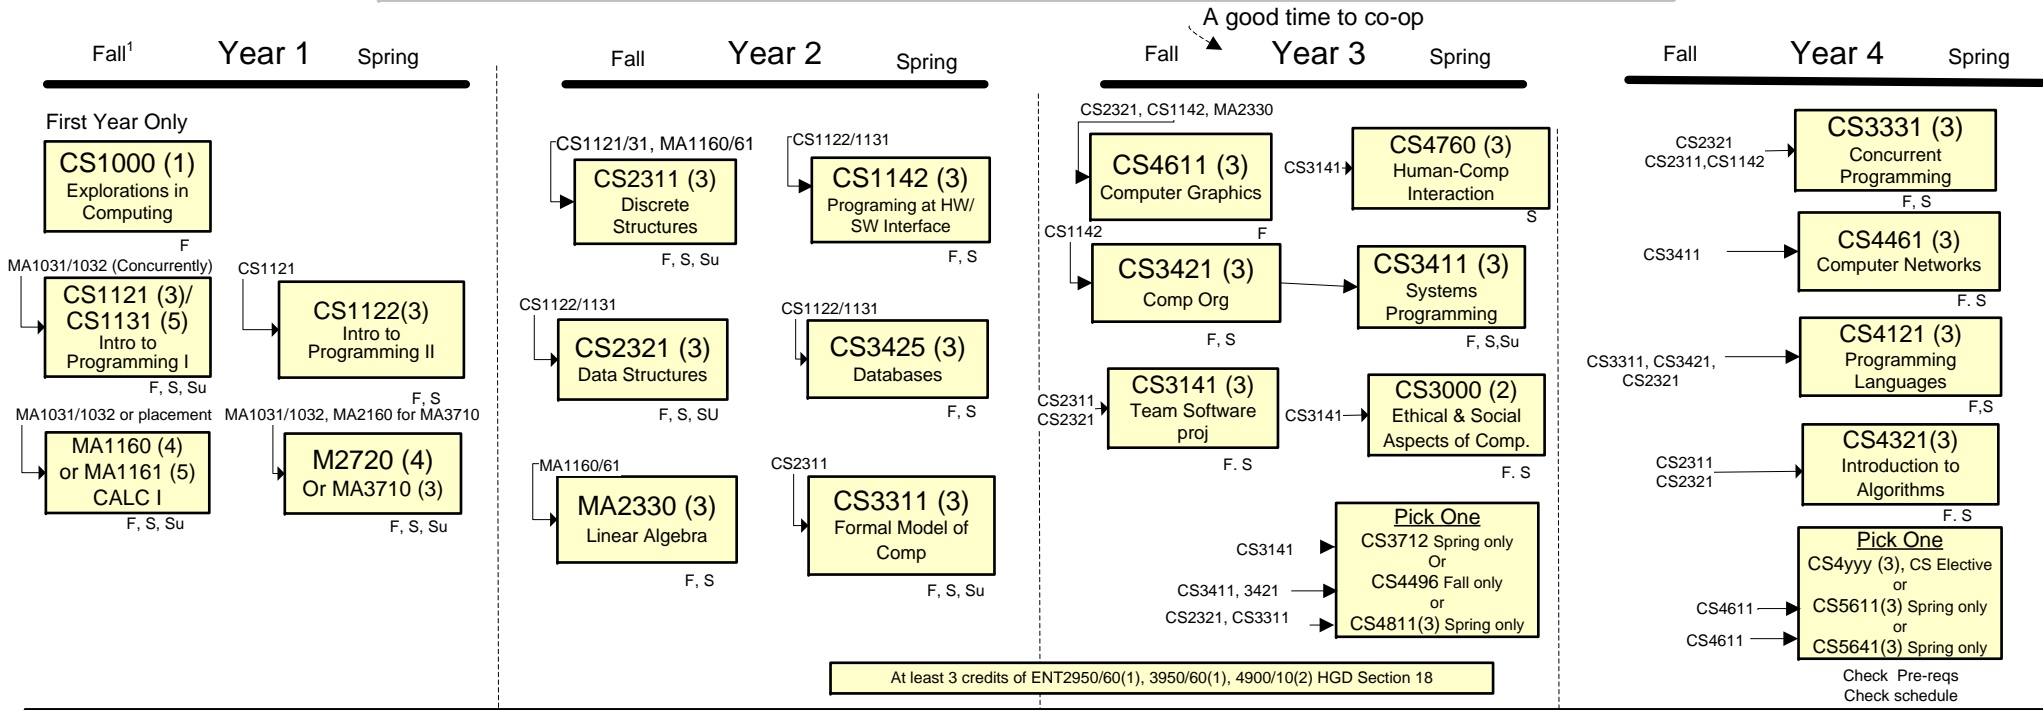 A good time to co-op
Fall1 Year 1 Spring
First Year Only
CS1000 (1)
Explorations in
Computing
F
MA1031/1032 (Concurrently)
CS1121 (3)/
CS1131 (5)
Intro to
Programming I
F, S, Su
CS1121
CS1122(3)
Intro to
Programming II
F, S
MA1031/1032 or placement
MA1160 (4)
or MA1161 (5)
CALC I
F, S, Su
MA1031/1032, MA2160 for MA3710
M2720 (4)
Or MA3710 (3)
F, S, Su
Fall Year 2 Spring
CS1121/31, MA1160/61
CS2311 (3)
Discrete
Structures
F, S, Su
CS1122/1131
CS1142 (3)
Programing at HW/
SW Interface
F, S
CS1122/1131
CS2321 (3)
Data Structures
F, S, SU
CS1122/1131
CS3425 (3)
Databases
F, S
MA1160/61
MA2330 (3)
Linear Algebra
F, S
CS2311
CS3311 (3)
Formal Model of
Comp
F, S, Su
Fall Year 3 Spring
CS2321, CS1142, MA2330
CS4611 (3)
Computer Graphics
F
CS3141
CS4760 (3)
Human-Comp
Interaction
S
CS1142
CS3421 (3)
Comp Org
F, S
CS3411 (3)
Systems
Programming
F, S,Su
CS2311
CS2321
CS3141 (3)
Team Software
proj
F. S
CS3141
CS3000 (2)
Ethical & Social
Aspects of Comp.
F. S
Pick One
CS3141
CS3712 Spring only
Or
CS3411, 3421
CS4496 Fall only
or
CS2321, CS3311
CS4811(3) Spring only
At least 3 credits of ENT2950/60(1), 3950/60(1), 4900/10(2) HGD Section 18
Fall Year 4 Spring
CS2321
CS2311,CS1142
CS3331 (3)
Concurrent
Programming
F, S
CS3411
CS4461 (3)
Computer Networks
F. S
CS3311, CS3421,
CS2321
CS4121 (3)
Programming
Languages
F,S
CS2311
CS2321
CS4321(3)
Introduction to
Algorithms
F. S
Pick One
CS4yyy (3), CS Elective
or
CS4611
CS5611(3) Spring only
or
CS4611
CS5641(3) Spring only
Check Pre-reqs
Check schedule